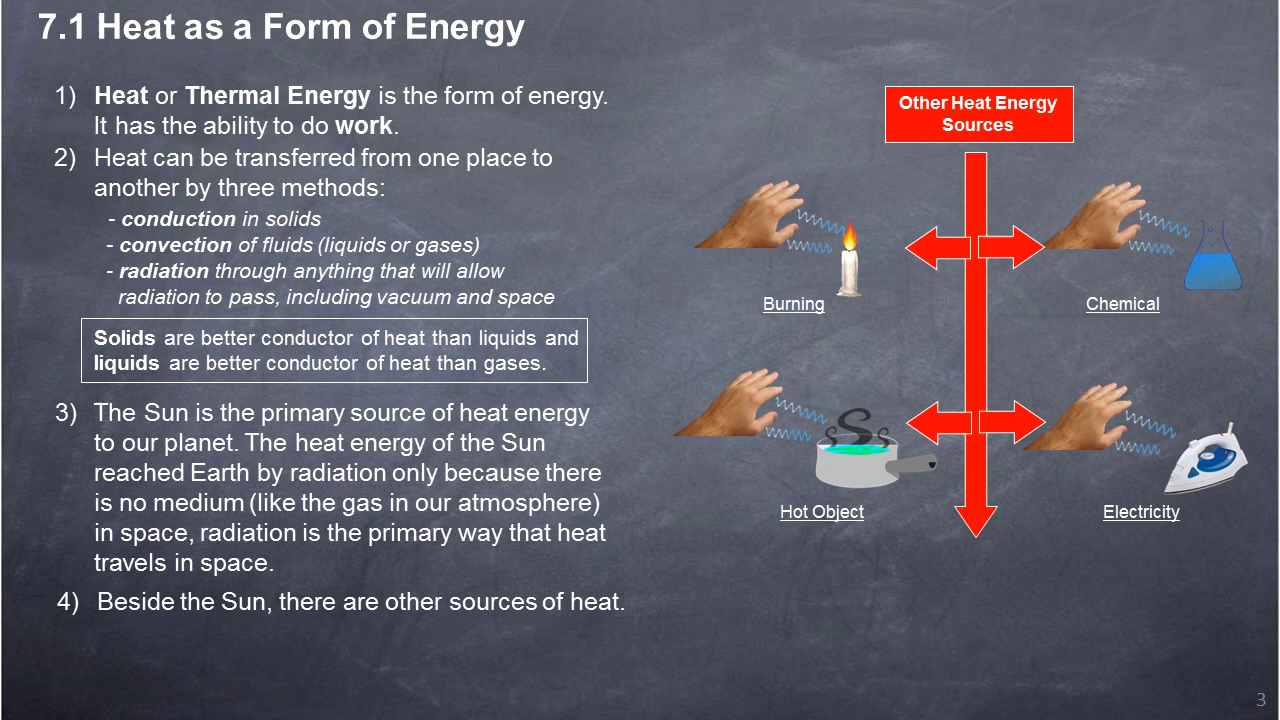 7.1 Heat as a Form of Energy
1) Heat or Thermal Energy is the form of energy.
It has the ability to do work.
2) Heat can be transferred from one place to
another by three methods:
- conduction in solids
- convection of fluids (liquids or gases)
- radiation through anything that will allow
radiation to pass, including vacuum and space
Solids are better conductor of heat than liquids and
liquids are better conductor of heat than gases.
3) The Sun is the primary source of heat energy
to our planet. The heat energy of the Sun
reached Earth by radiation only because there
is no medium (like the gas in our atmosphere)
in space, radiation is the primary way that heat
travels in space.
4) Beside the Sun, there are other sources of heat.
Other Heat Energy
Sources
Burning
Chemical
Hot Object
Electricity
3